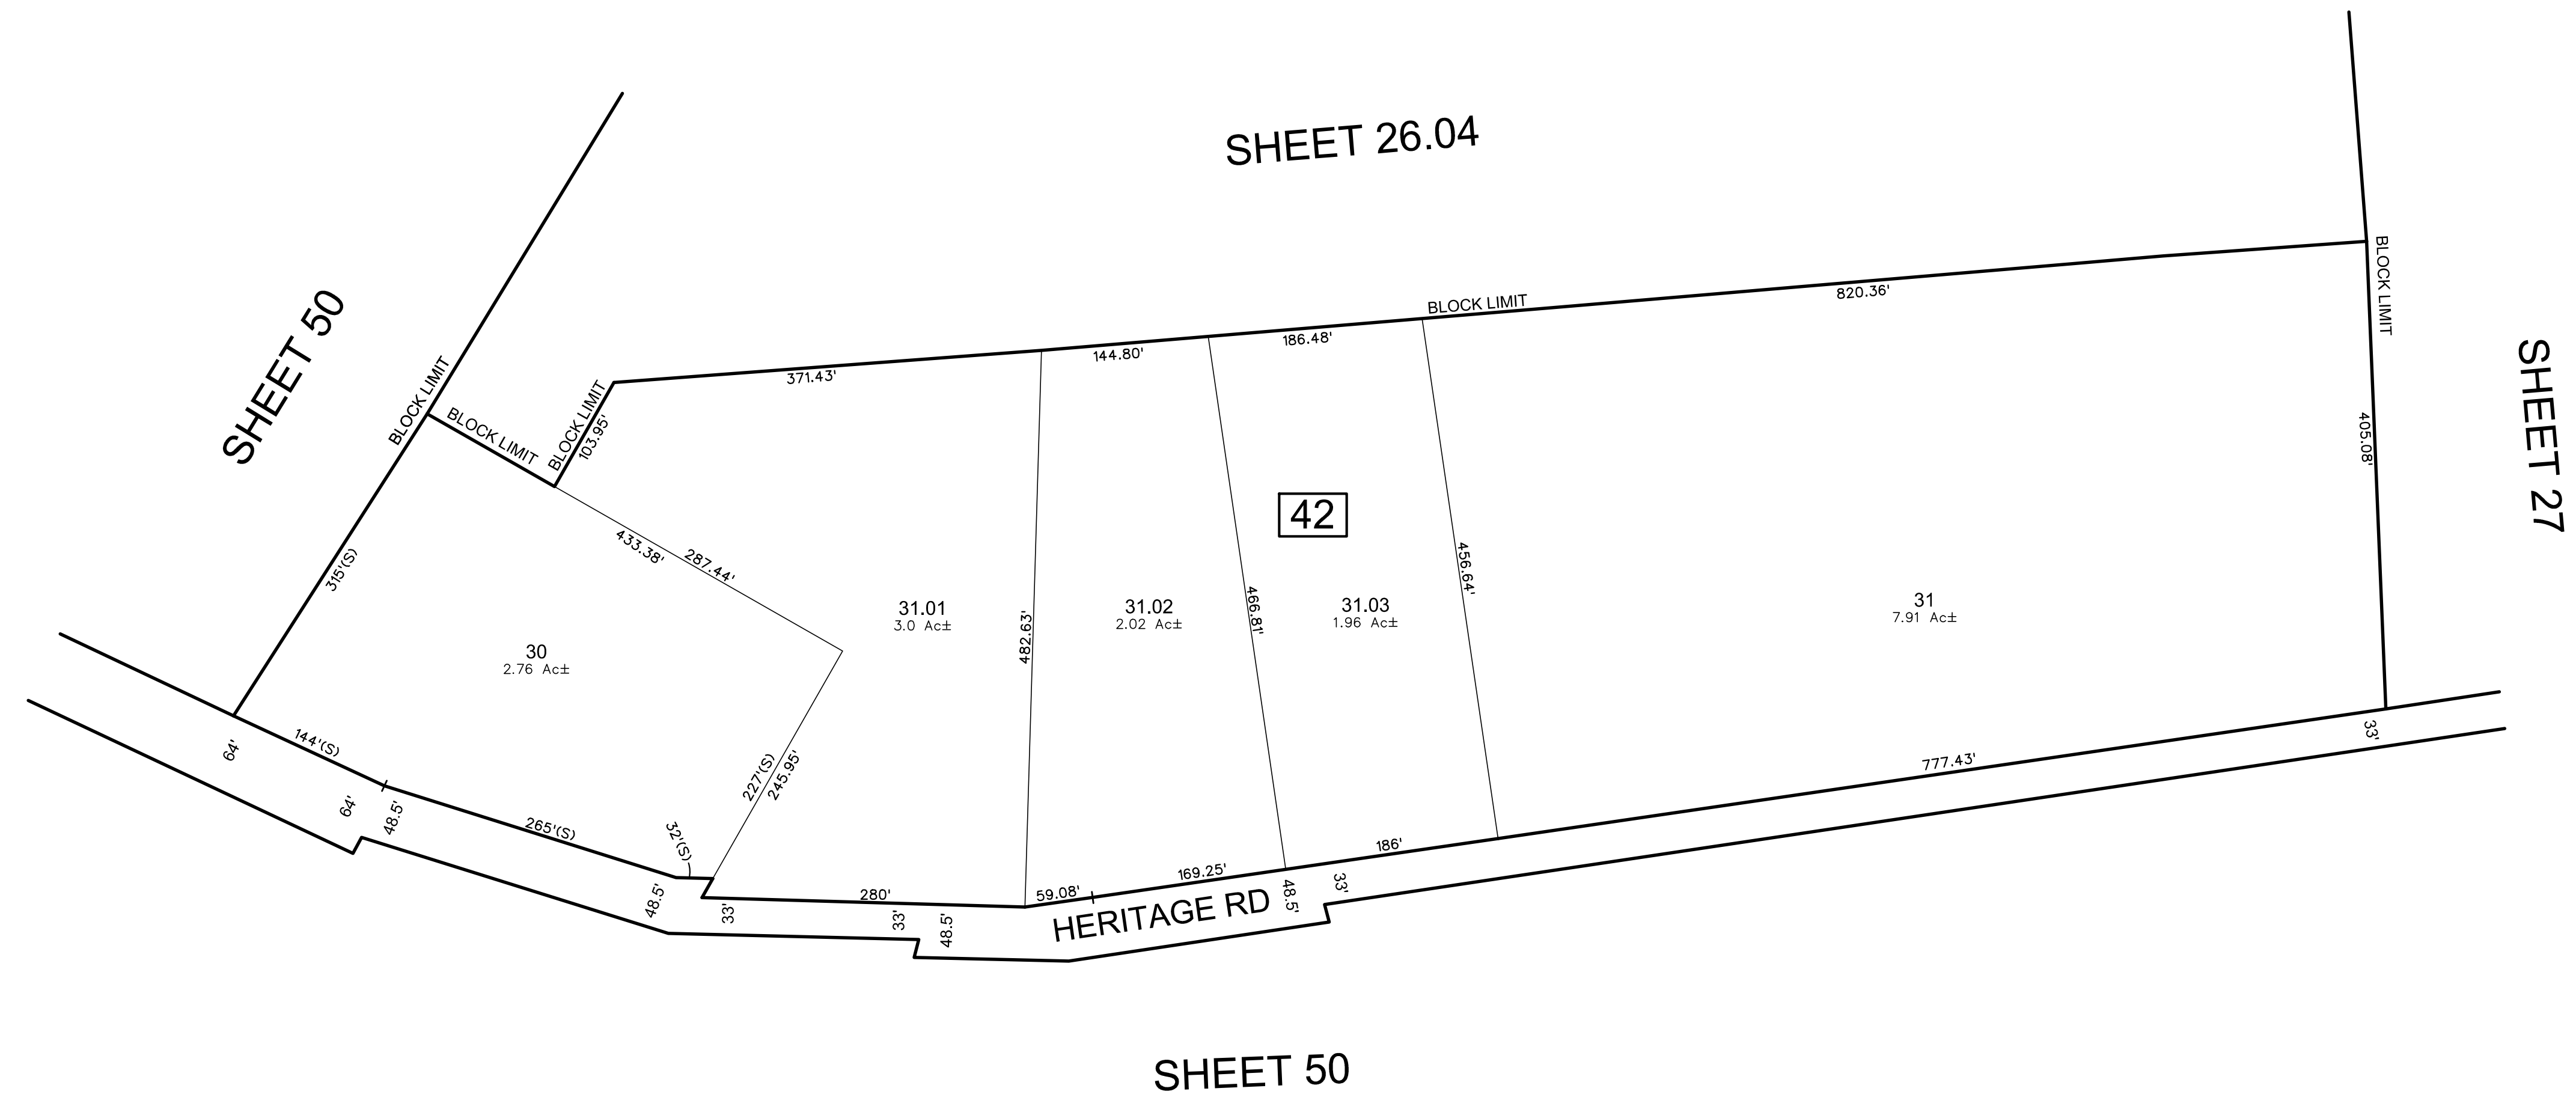 SHEET 26.04
SHEET 50
SHEET 27
BLOCK LIMIT
BLOCK LIMIT
BLOCK LIMIT
BLOCK LIMIT
BLOCK LIMIT
103.95'
371.43'
144.80'
186.48'
820.36'
405.08'
315'(S)
433.38'
287.44'
482.63'
466.81'
456.64'
42
30
2.76 Ac±
31.01
3.0 Ac±
31.02
2.02 Ac±
31.03
1.96 Ac±
31
7.91 Ac±
227'(S)
245.95'
144'(S)
64'
64'
48.5'
265'(S)
32'(S)
48.5'
33'
280'
33'
48.5'
59.08'
169.25'
186'
777.43'
33'
48.5'
33'
HERITAGE RD
SHEET 50